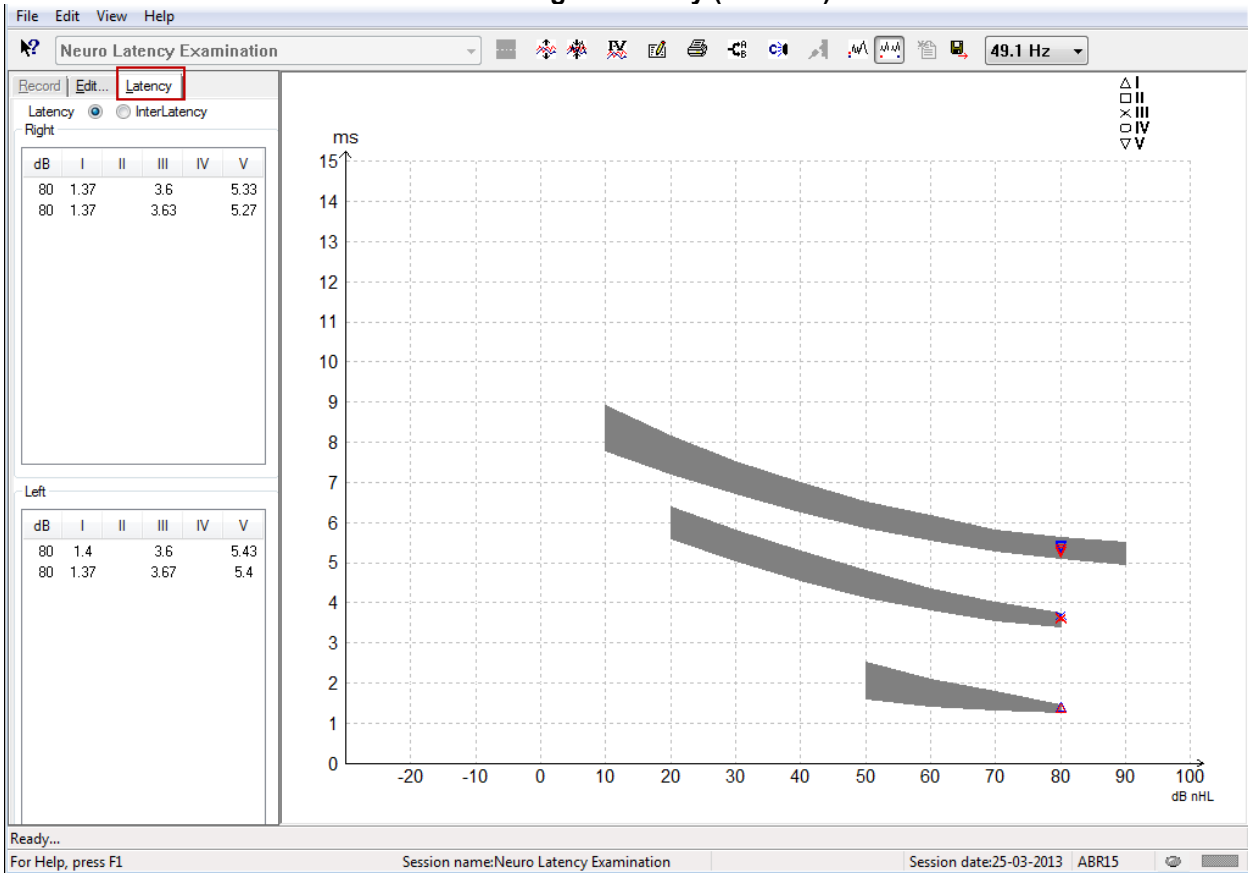 File Edit View Help
Neuro Latency Examination
49.1 Hz
Record Edit... Latency
Latency InterLatency
Right
dB I II III IV V
80 1.37 3.6 5.33
80 1.37 3.63 5.27
Left
dB I II III IV V
80 1.4 3.6 5.43
80 1.37 3.67 5.4
I
II
III
IV
V
ms
15
14
13
12
11
10
9
8
7
6
5
4
3
2
1
0
-20 -10 0 10 20 30 40 50 60 70 80 90 100
dB nHL
Ready...
For Help, press F1 Session name:Neuro Latency Examination Session date:25-03-2013 ABR15